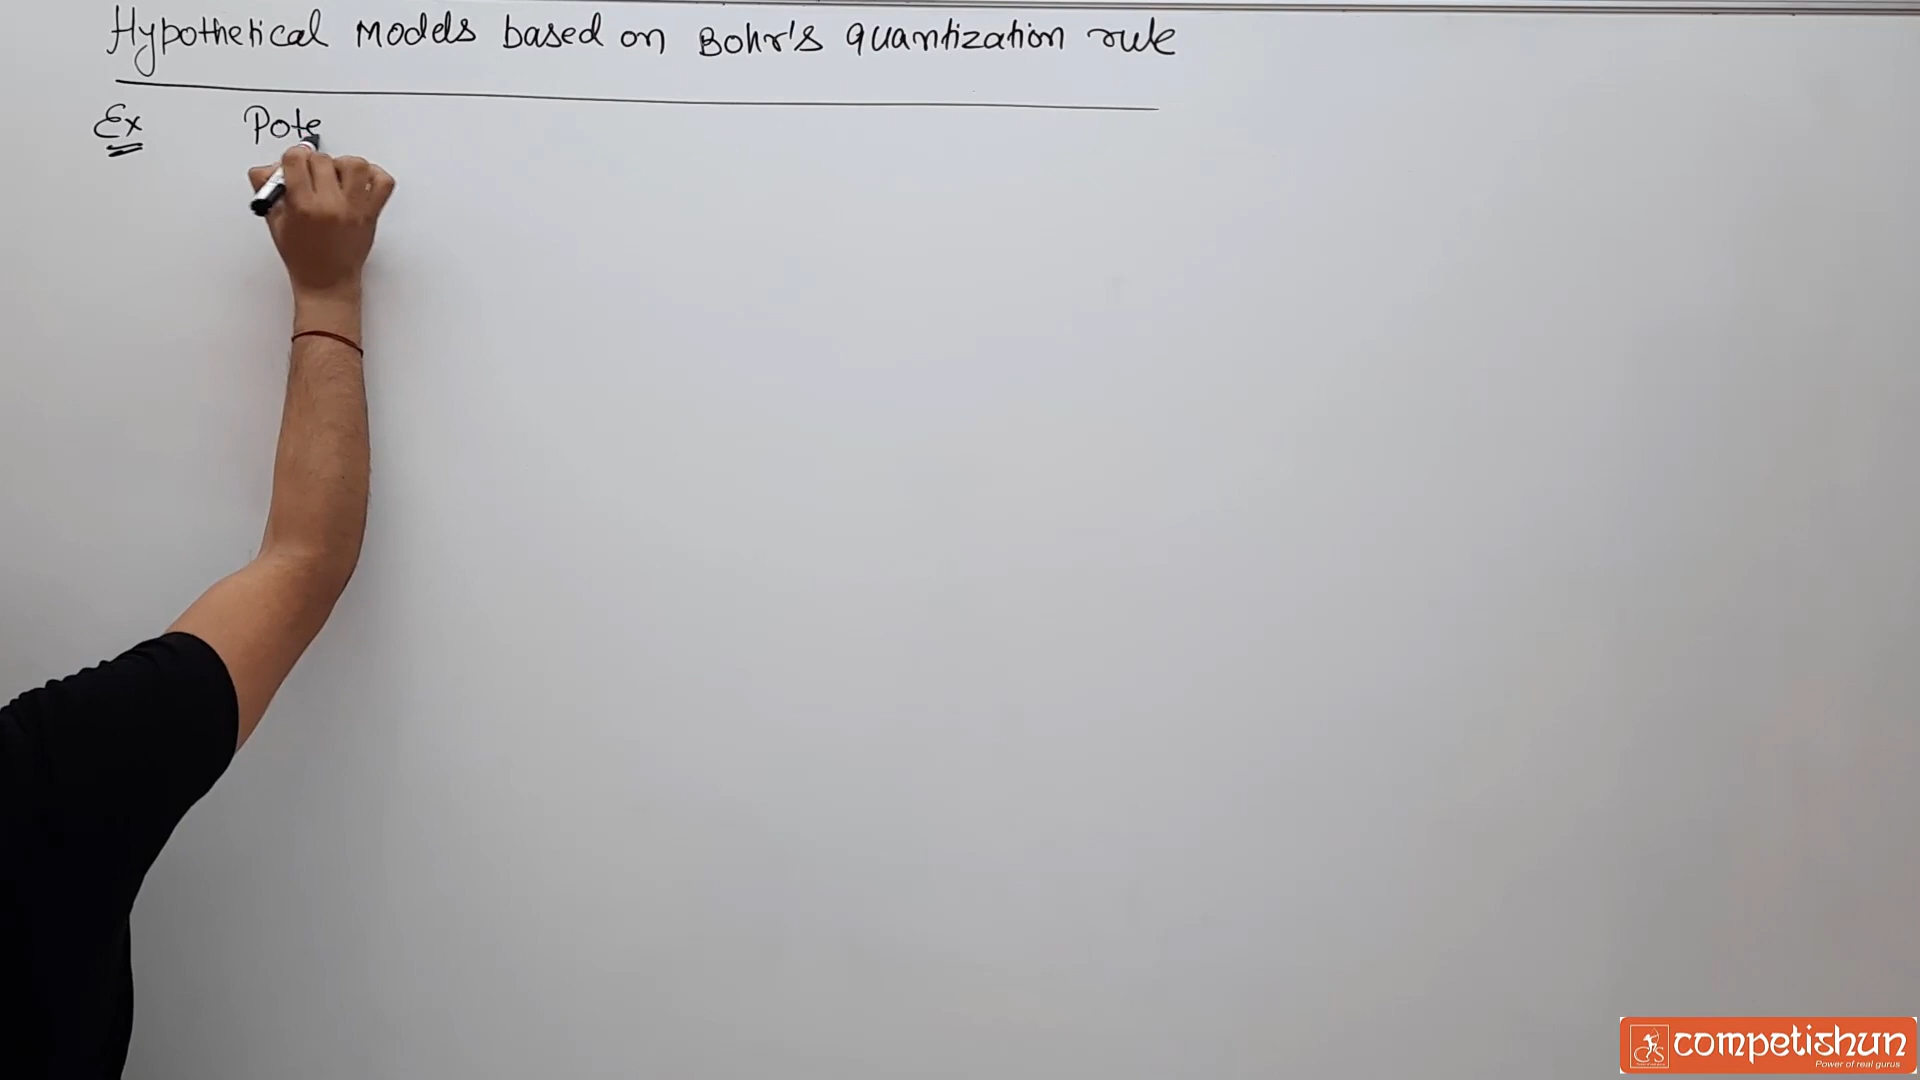 Hypothetical Models based on Bohr's quantization rule
Ex Pote
competishun
Power of real gurus